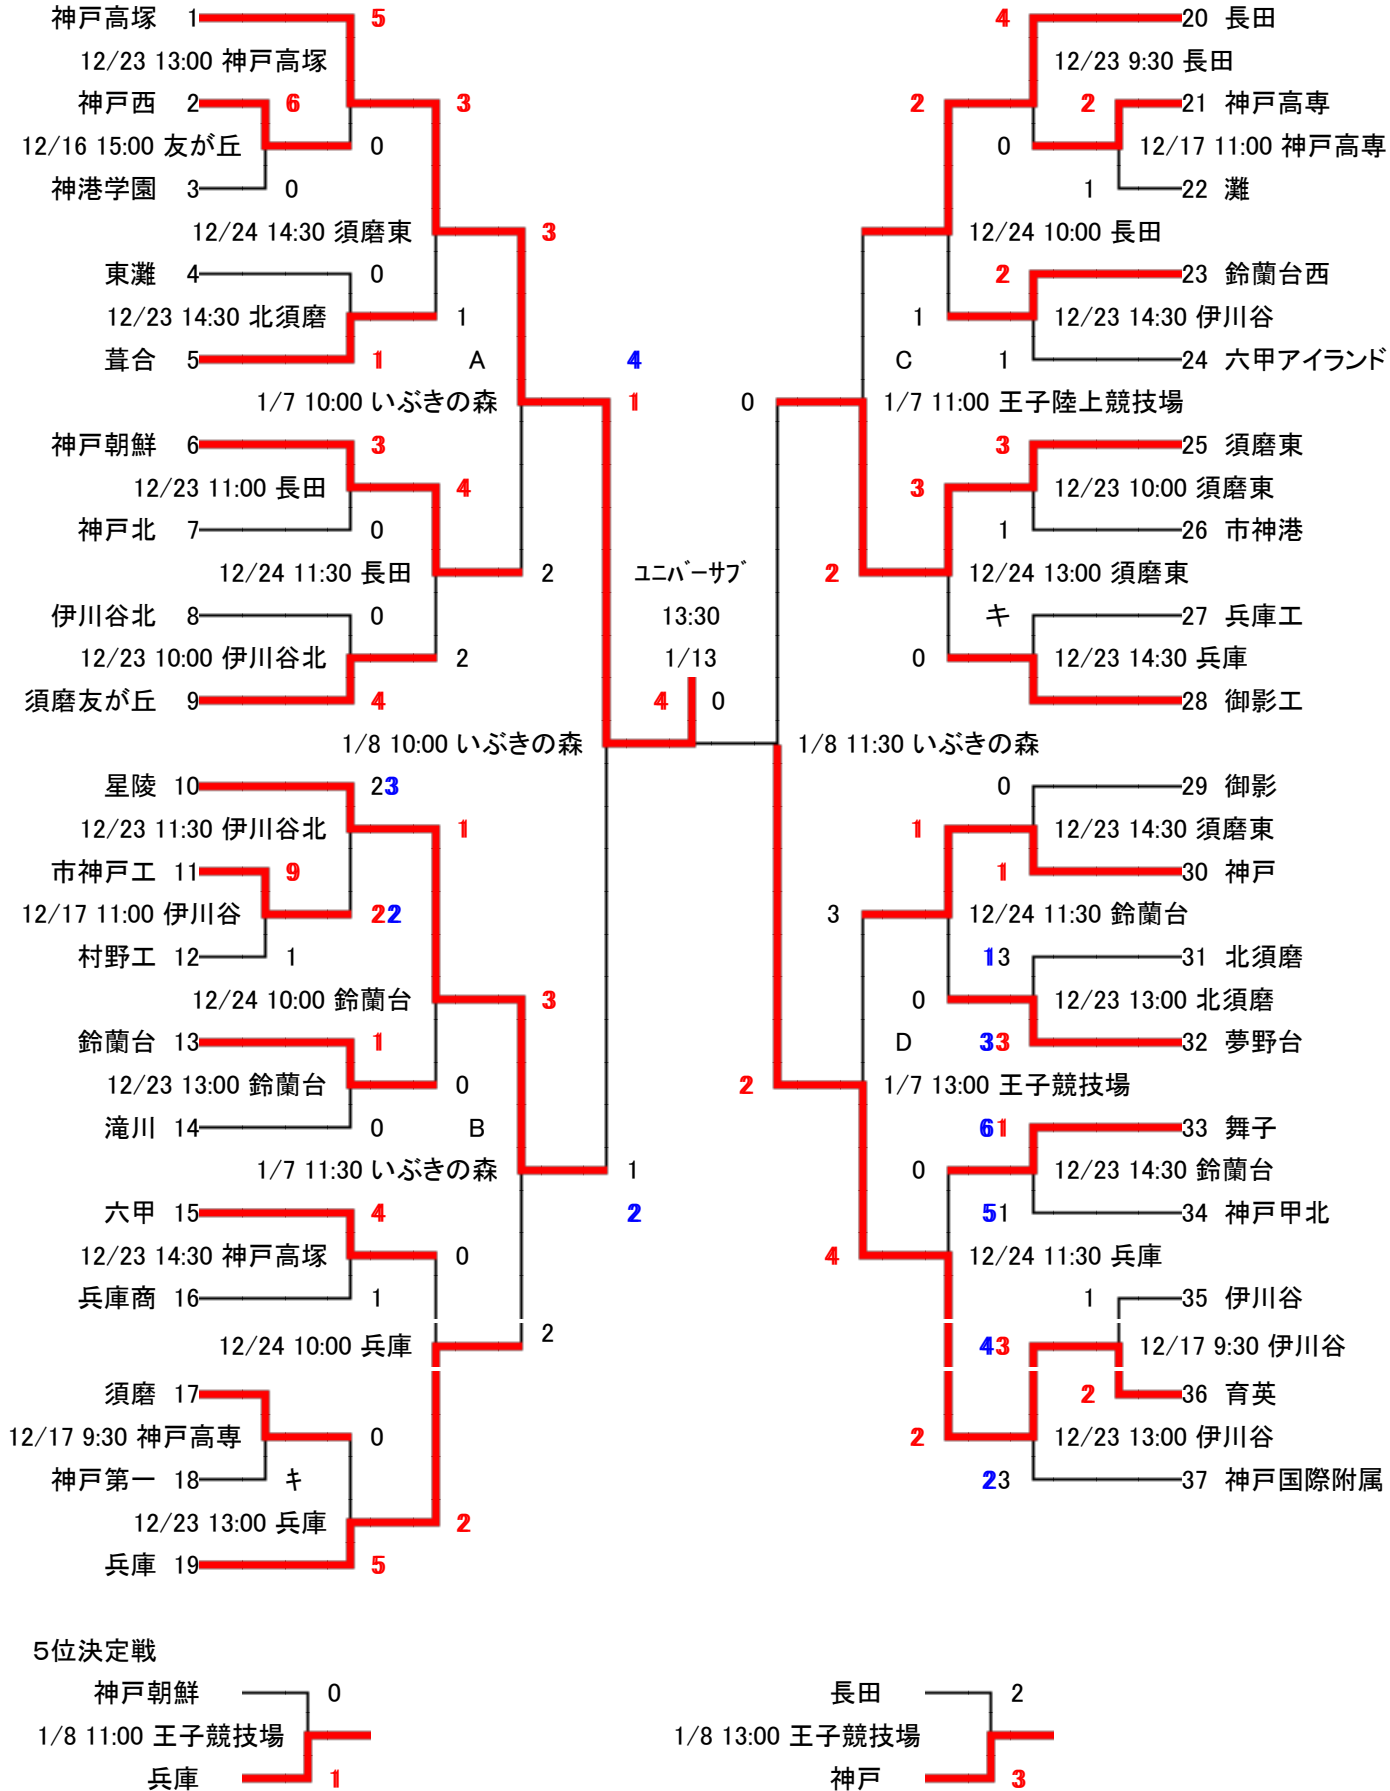 神戸高塚 1 5
12/23 13:00 神戸高塚
神戸西 2 6 3
12/16 15:00 友が丘 0
神港学園 3 0
12/24 14:30 須磨東 3
東灘 4 0
12/23 14:30 北須磨 1
葺合 5 1 A 4
1/7 10:00 いぶきの森 1
神戸朝鮮 6 3
12/23 11:00 長田 4
神戸北 7 0
12/24 11:30 長田 2
伊川谷北 8 0
12/23 10:00 伊川谷北 2
須磨友が丘 9 4
1/8 10:00 いぶきの森
星陵 10 23
12/23 11:30 伊川谷北 1
市神戸工 11 9
12/17 11:00 伊川谷 22
村野工 12 1
12/24 10:00 鈴蘭台 3
鈴蘭台 13 1
12/23 13:00 鈴蘭台 0
滝川 14 0 B
1/7 11:30 いぶきの森 1
六甲 15 4 2
12/23 14:30 神戸高塚 0
兵庫商 16 1
12/24 10:00 兵庫 2
須磨 17
12/17 9:30 神戸高専 0
神戸第一 18 キ
12/23 13:00 兵庫 2
兵庫 19 5
ユニバーサブ
13:30
1/13
4 0
4 20 長田
12/23 9:30 長田
2 2 21 神戸高専
0 12/17 11:00 神戸高専
1 22 灘
12/24 10:00 長田
2 23 鈴蘭台西
1 12/23 14:30 伊川谷
C 1 24 六甲アイランド
0 1/7 11:00 王子陸上競技場
3 25 須磨東
3 12/23 10:00 須磨東
1 26 市神港
2 12/24 13:00 須磨東
キ 27 兵庫工
0 12/23 14:30 兵庫
28 御影工
1/8 11:30 いぶきの森
0 29 御影
1 12/23 14:30 須磨東
1 30 神戸
3 12/24 11:30 鈴蘭台
13 31 北須磨
0 12/23 13:00 北須磨
D 33 32 夢野台
2 1/7 13:00 王子競技場
61 33 舞子
0 12/23 14:30 鈴蘭台
51 34 神戸甲北
4 12/24 11:30 兵庫
1 35 伊川谷
43 12/17 9:30 伊川谷
2 36 育英
2 12/23 13:00 伊川谷
23 37 神戸国際附属
５位決定戦
神戸朝鮮 0
1/8 11:00 王子競技場
兵庫 1
長田 2
1/8 13:00 王子競技場
神戸 3